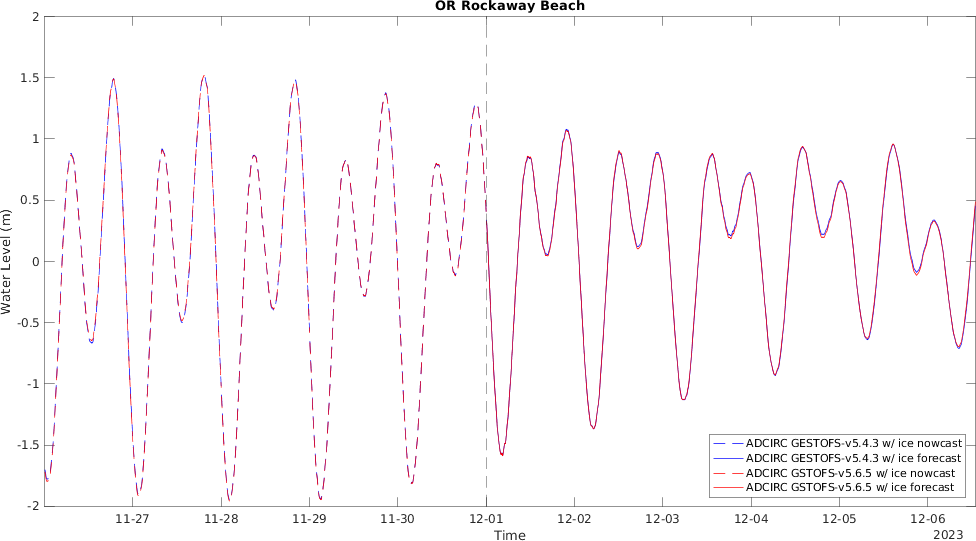 OR Rockaway Beach
2
1.5
1
0.5
0
-0.5
-1
-1.5
-2
Water Level (m)
11-27 11-28 11-29 11-30 12-01 12-02 12-03 12-04 12-05 12-06
Time
2023
ADCIRC GESTOFS-v5.4.3 w/ ice nowcast
ADCIRC GESTOFS-v5.4.3 w/ ice forecast
ADCIRC GSTOFS-v5.6.5 w/ ice nowcast
ADCIRC GSTOFS-v5.6.5 w/ ice forecast